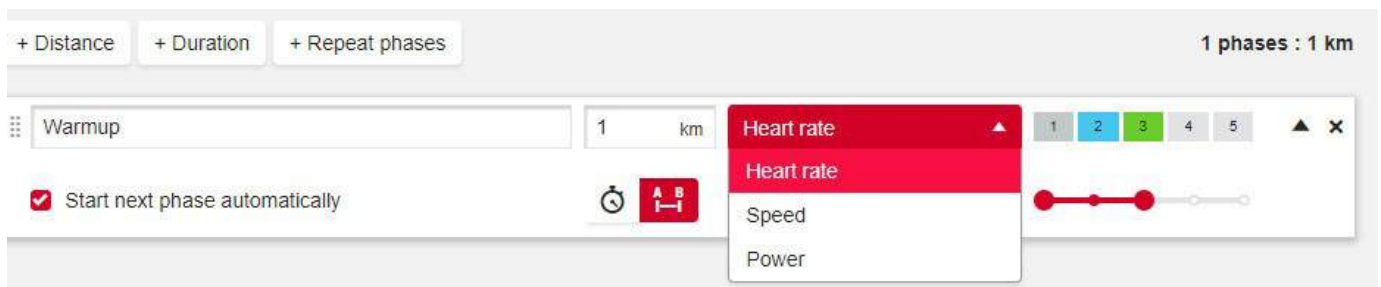 + Distance + Duration + Repeat phases 1 phases : 1 km
Warmup 1 km Heart rate 1 2 3 4 5
Heart rate
Start next phase automatically A B
Speed
Power